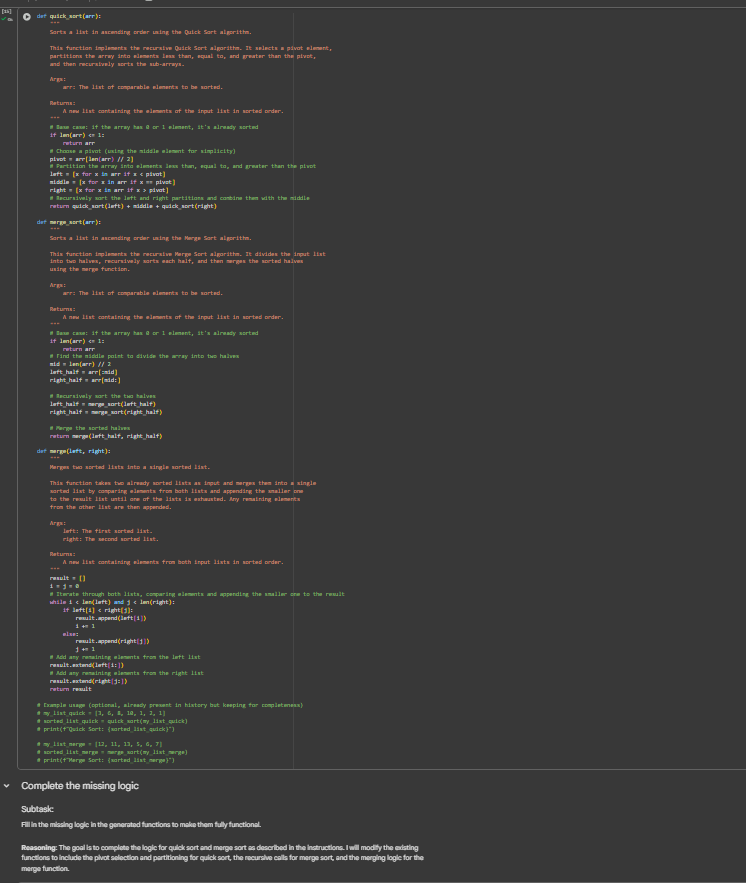 [16]
0s
def quick_sort(arr):
"""
Sorts a list in ascending order using the Quick Sort algorithm.
This function implements the recursive Quick Sort algorithm. It selects a pivot element,
partitions the array into elements less than, equal to, and greater than the pivot,
and then recursively sorts the sub-arrays.
Args:
arr: The list of comparable elements to be sorted.
Returns:
A new list containing the elements of the input list in sorted order.
"""
# Base case: if the array has 0 or 1 element, it's already sorted
if len(arr) <= 1:
return arr
# Choose a pivot (using the middle element for simplicity)
pivot = arr[len(arr) // 2]
# Partition the array into elements less than, equal to, and greater than the pivot
left = [x for x in arr if x < pivot]
middle = [x for x in arr if x == pivot]
right = [x for x in arr if x > pivot]
# Recursively sort the left and right partitions and combine them with the middle
return quick_sort(left) + middle + quick_sort(right)
def merge_sort(arr):
"""
Sorts a list in ascending order using the Merge Sort algorithm.
This function implements the recursive Merge Sort algorithm. It divides the input list
into two halves, recursively sorts each half, and then merges the sorted halves
using the merge function.
Args:
arr: The list of comparable elements to be sorted.
Returns:
A new list containing the elements of the input list in sorted order.
"""
# Base case: if the array has 0 or 1 element, it's already sorted
if len(arr) <= 1:
return arr
# Find the middle point to divide the array into two halves
mid = len(arr) // 2
left_half = arr[:mid]
right_half = arr[mid:]
# Recursively sort the two halves
left_half = merge_sort(left_half)
right_half = merge_sort(right_half)
# Merge the sorted halves
return merge(left_half, right_half)
def merge(left, right):
"""
Merges two sorted lists into a single sorted list.
This function takes two already sorted lists as input and merges them into a single
sorted list by comparing elements from both lists and appending the smaller one
to the result list until one of the lists is exhausted. Any remaining elements
from the other list are then appended.
Args:
left: The first sorted list.
right: The second sorted list.
Returns:
A new list containing elements from both input lists in sorted order.
"""
result = []
i = j = 0
# Iterate through both lists, comparing elements and appending the smaller one to the result
while i < len(left) and j < len(right):
if left[i] < right[j]:
result.append(left[i])
i += 1
else:
result.append(right[j])
j += 1
# Add any remaining elements from the left list
result.extend(left[i:])
# Add any remaining elements from the right list
result.extend(right[j:])
return result
# Example usage (optional, already present in history but keeping for completeness)
# my_list_quick = [3, 6, 8, 10, 1, 2, 1]
# sorted_list_quick = quick_sort(my_list_quick)
# print(f"Quick Sort: {sorted_list_quick}")
# my_list_merge = [12, 11, 13, 5, 6, 7]
# sorted_list_merge = merge_sort(my_list_merge)
# print(f"Merge Sort: {sorted_list_merge}")
Complete the missing logic
Subtask:
Fill in the missing logic in the generated functions to make them fully functional.
Reasoning: The goal is to complete the logic for quick sort and merge sort as described in the instructions. I will modify the existing
functions to include the pivot selection and partitioning for quick sort, the recursive calls for merge sort, and the merging logic for the
merge function.